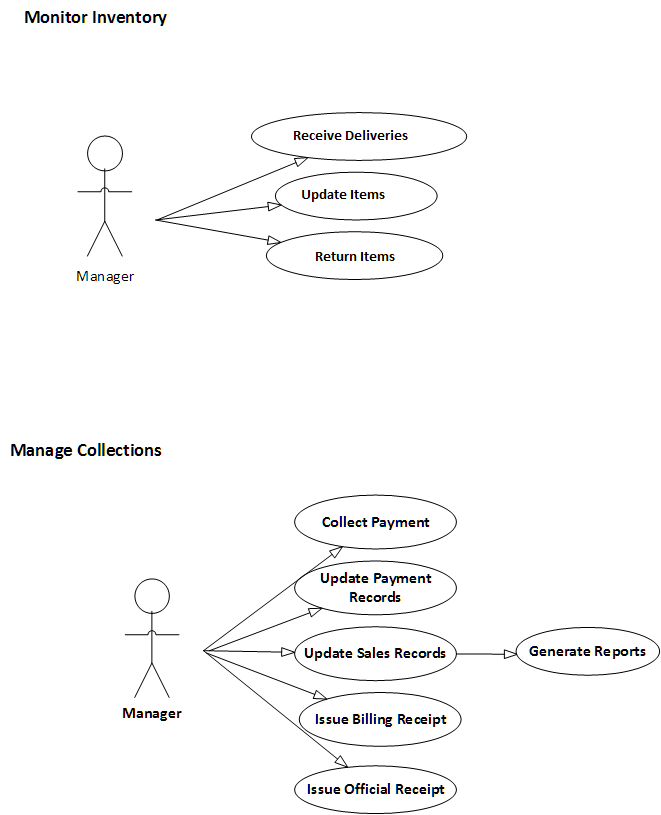 Monitor Inventory
Receive Deliveries
Update Items
Return Items
Manager
Manage Collections
Collect Payment
Update Payment
Records
Update Sales Records
Generate Reports
Issue Billing Receipt
Manager
Issue Official Receipt